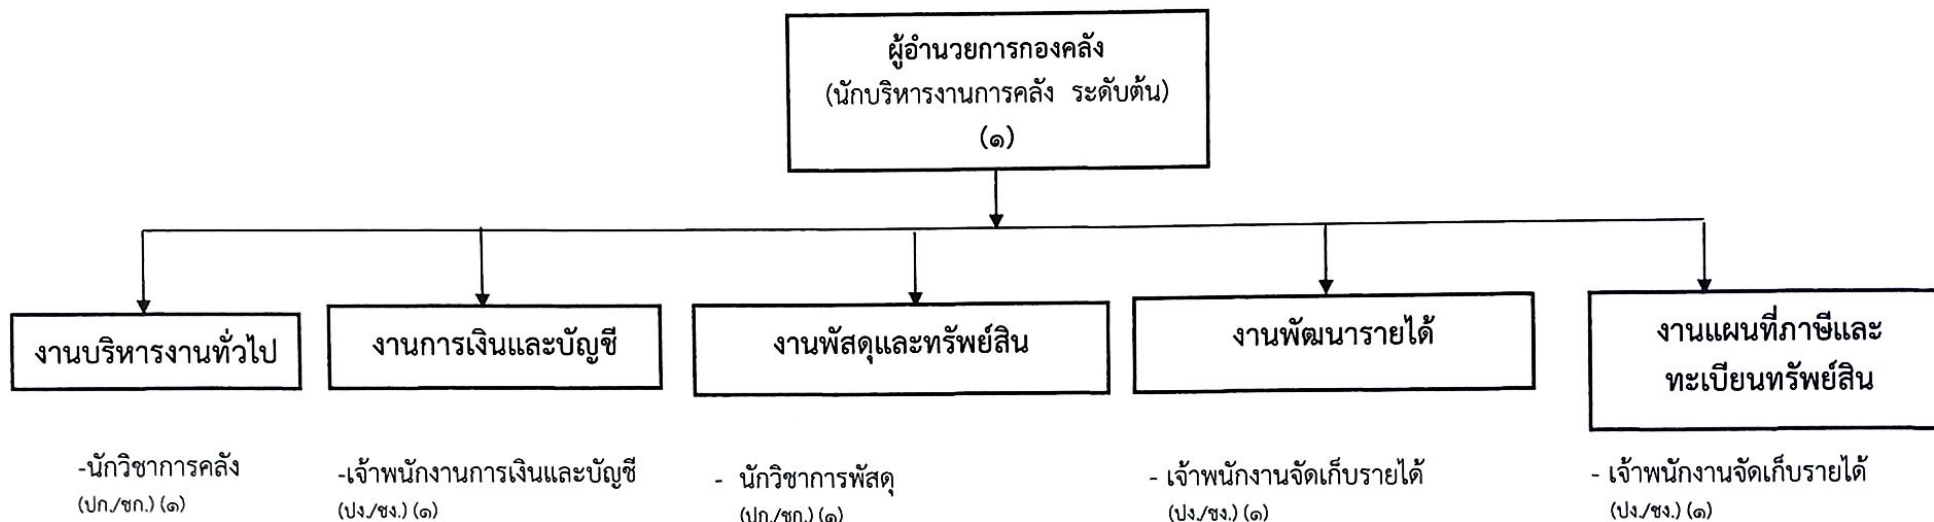 ผู้อำนวยการกองคลัง
(นักบริหารงานการคลัง ระดับต้น)
(๑)
งานบริหารงานทั่วไป
งานการเงินและบัญชี
งานพัสดุและทรัพย์สิน
งานพัฒนารายได้
งานแผนที่ภาษีและ
ทะเบียนทรัพย์สิน
-นักวิชาการคลัง
(ปก./ชก.) (๑)
-เจ้าพนักงานการเงินและบัญชี
(ปง./ชง.) (๑)
- นักวิชาการพัสดุ
(ปก./ชก.) (๑)
- เจ้าพนักงานจัดเก็บรายได้
(ปง./ชง.) (๑)
- เจ้าพนักงานจัดเก็บรายได้
(ปง./ชง.) (๑)